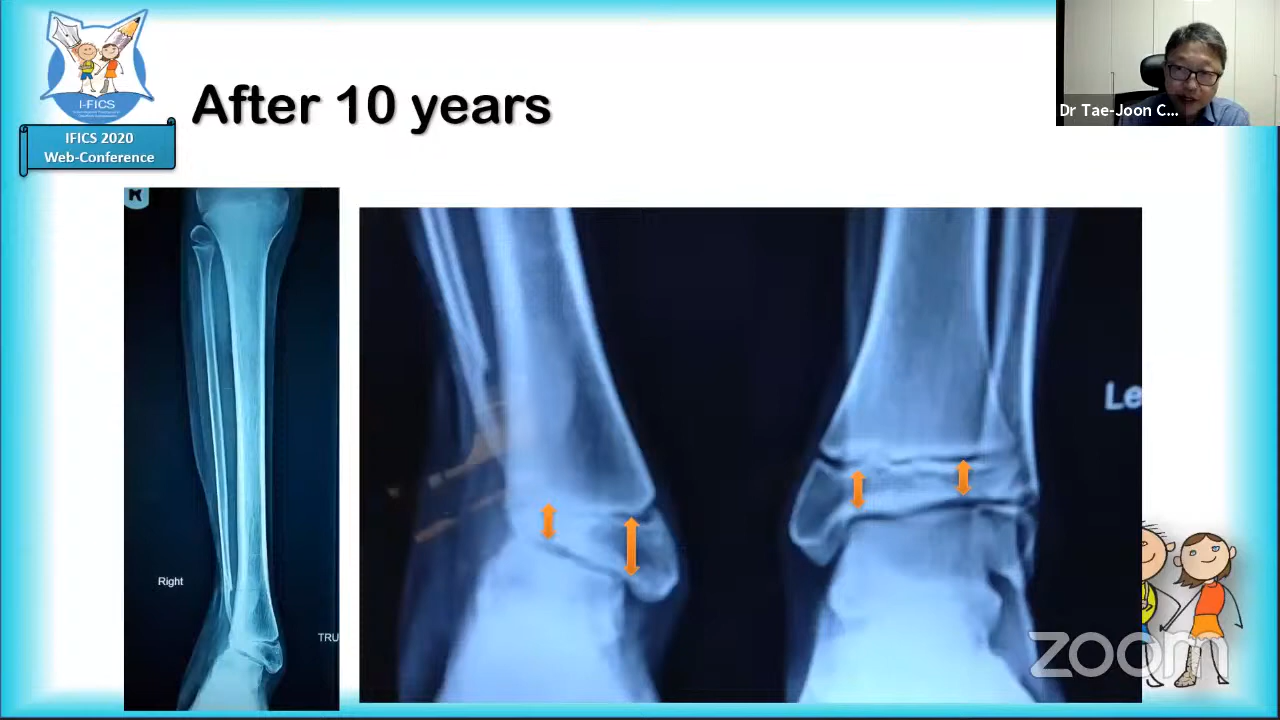 I-FICS
IFICS 2020
Web-Conference
After 10 years
Dr Tae-Joon C...
R
Right
TRU
Le
zoom